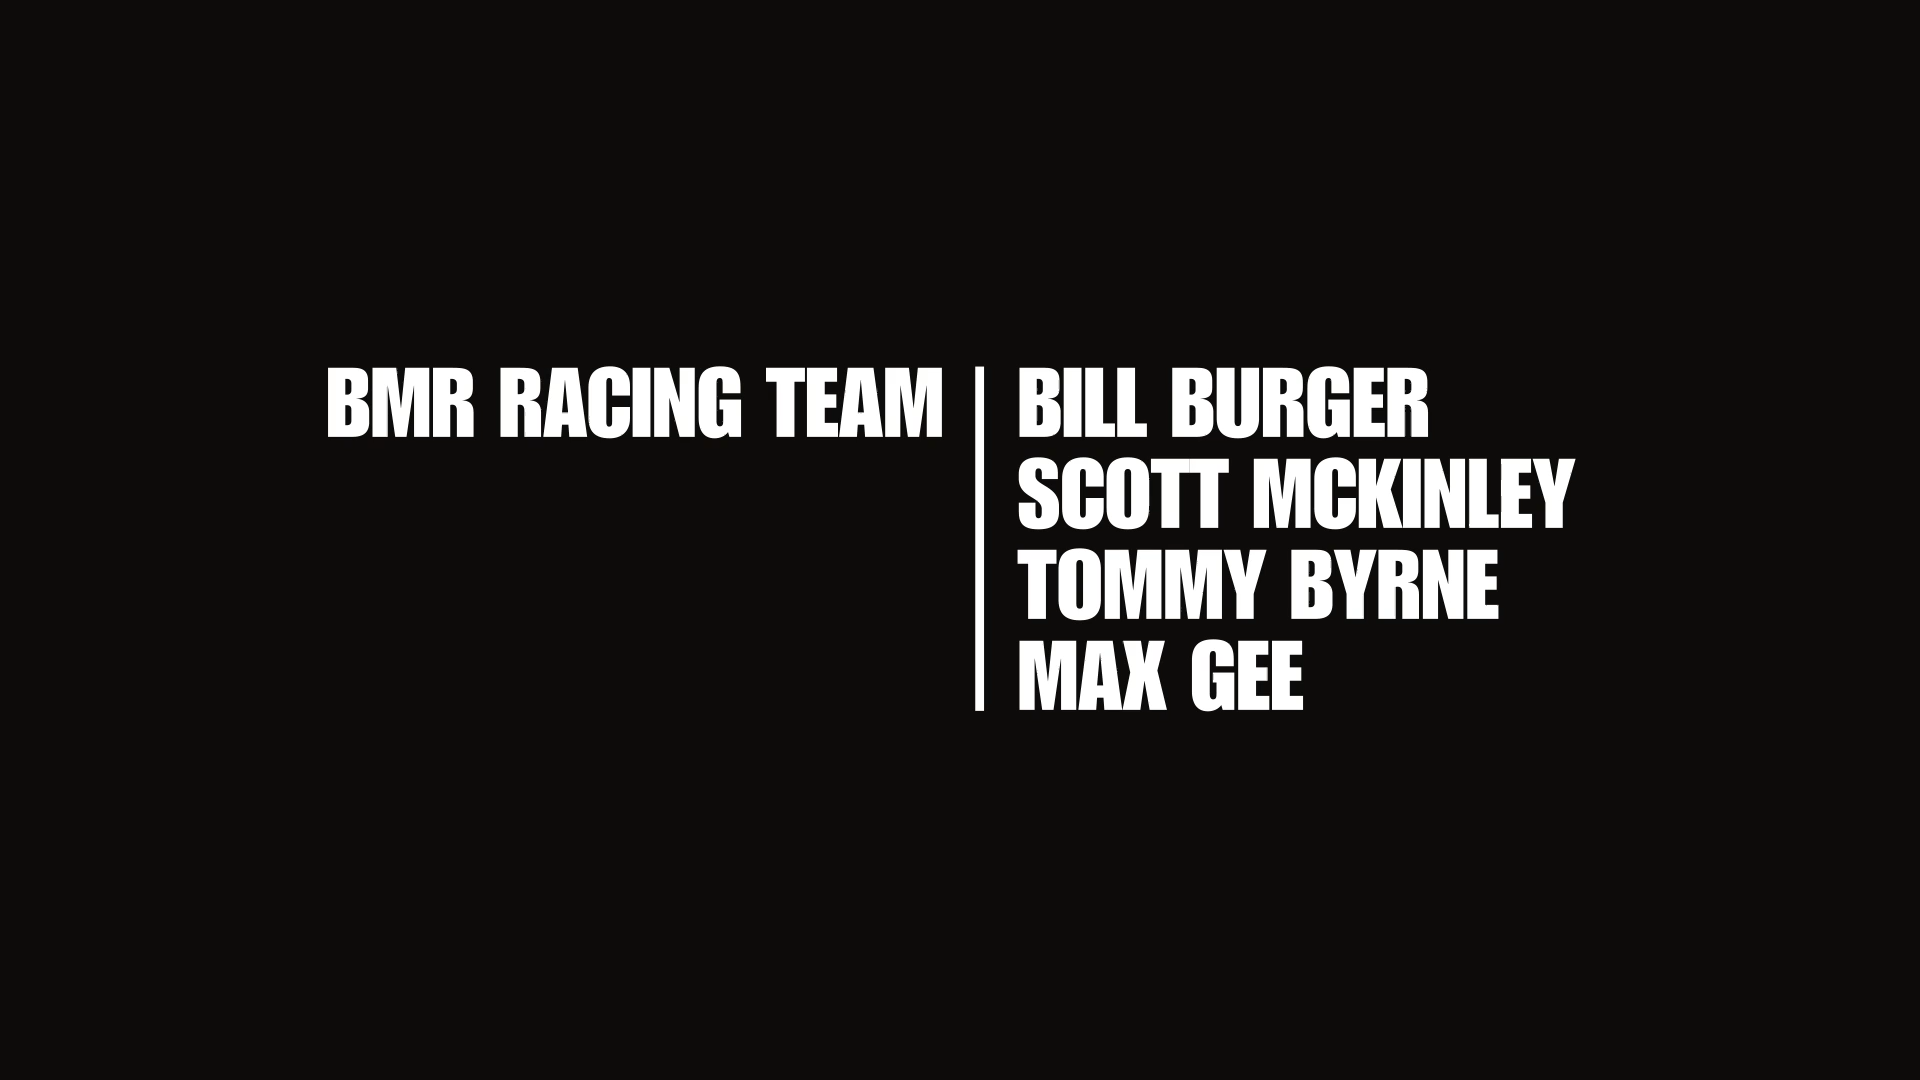 BMR RACING TEAM
BILL BURGER
SCOTT MCKINLEY
TOMMY BYRNE
MAX GEE